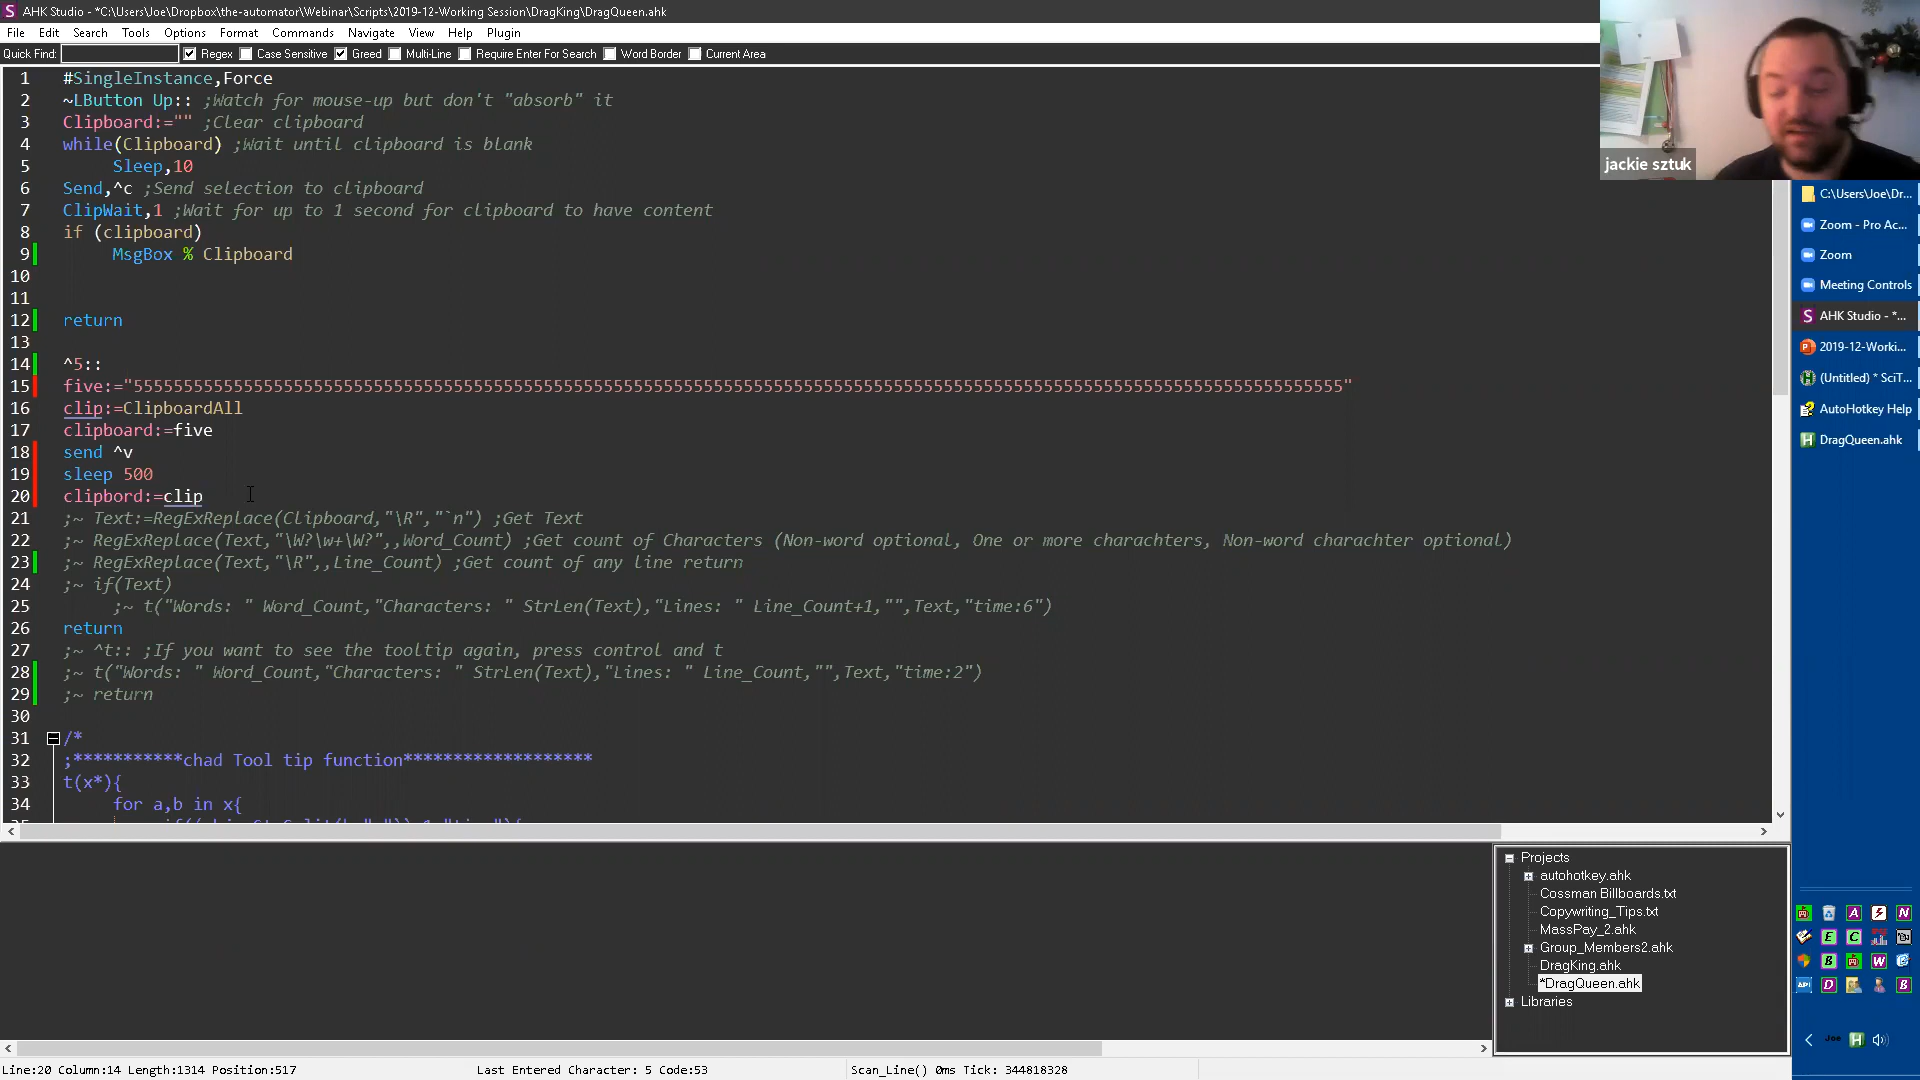 AHK Studio - *C:\Users\Joe\Dropbox\the-automator\Webinar\Scripts\2019-12-Working Session\DragKing\DragQueen.ahk
File Edit Search Tools Options Format Commands Navigate View Help Plugin
Quick Find: Regex Case Sensitive Greed Multi-Line Require Enter For Search Word Border Current Area
1 #SingleInstance,Force
2 ~LButton Up:: ;Watch for mouse-up but don't "absorb" it
3 Clipboard:="" ;Clear clipboard
4 while(Clipboard) ;Wait until clipboard is blank
5 Sleep,10
6 Send,^c ;Send selection to clipboard
7 ClipWait,1 ;Wait for up to 1 second for clipboard to have content
8 if (clipboard)
9 MsgBox % Clipboard
10
11
12 return
13
14 ^5::
15 five:="5555555555555555555555555555555555555555555555555555555555555555555555555555555555555555555555555555555555555555555555555"
16 clip:=ClipboardAll
17 clipboard:=five
18 send ^v
19 sleep 500
20 clipbord:=clip
21 ;~ Text:=RegExReplace(Clipboard,"\R","`n") ;Get Text
22 ;~ RegExReplace(Text,"\W?\w+\W?",,Word_Count) ;Get count of Characters (Non-word optional, One or more charachters, Non-word charachter optional)
23 ;~ RegExReplace(Text,"\R",,Line_Count) ;Get count of any line return
24 ;~ if(Text)
25 ;~ t("Words: " Word_Count,"Characters: " StrLen(Text),"Lines: " Line_Count+1,"",Text,"time:6")
26 return
27 ;~ ^t:: ;If you want to see the tooltip again, press control and t
28 ;~ t("Words: " Word_Count,"Characters: " StrLen(Text),"Lines: " Line_Count,"",Text,"time:2")
29 ;~ return
30
31 /*
32 ;***********chad Tool tip function*******************
33 t(x*){
34 for a,b in x{
jackie sztuk
C:\Users\Joe\Dr...
Zoom - Pro Ac...
Zoom
Meeting Controls
AHK Studio - *...
2019-12-Worki...
(Untitled) * SciT...
AutoHotkey Help
DragQueen.ahk
Projects
autohotkey.ahk
Cossman Billboards.txt
Copywriting_Tips.txt
MassPay_2.ahk
Group_Members2.ahk
DragKing.ahk
*DragQueen.ahk
Libraries
Joe
Line:20 Column:14 Length:1314 Position:517 Last Entered Character: 5 Code:53 Scan_Line() 0ms Tick: 344818328